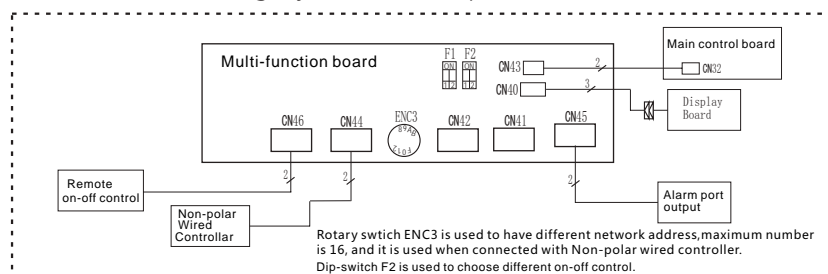 Multi-function board
F1 F2
ON ON
1 2 1 2
CN43
2
Main control board
CN32
CN40
3
Display
Board
CN46
CN44
ENC3
CN42
CN41
CN45
2
2
2
Remote
on-off control
Non-polar
Wired
Controllar
Alarm port
output
Rotary swtich ENC3 is used to have different network address,maximum number
is 16, and it is used when connected with Non-polar wired controller.
Dip-switch F2 is used to choose different on-off control.